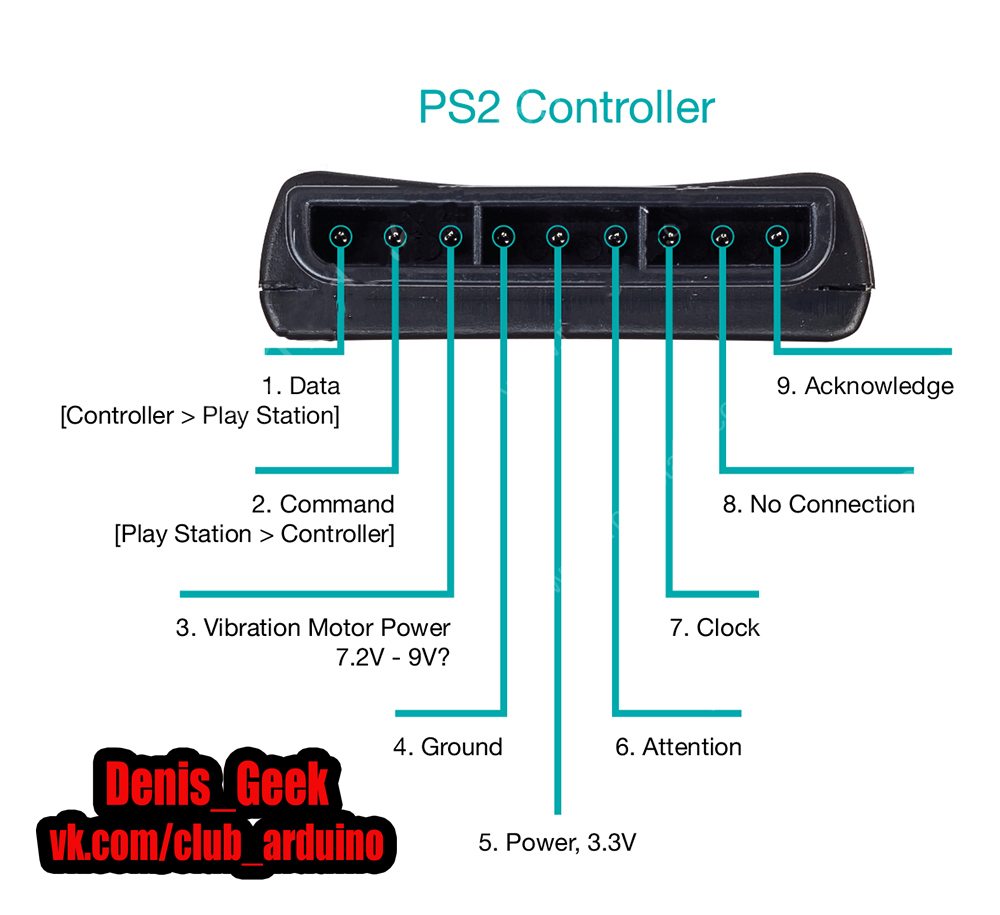 PS2 Controller
1. Data
[Controller > Play Station]
9. Acknowledge
2. Command
[Play Station > Controller]
8. No Connection
3. Vibration Motor Power
7.2V - 9V?
7. Clock
4. Ground
6. Attention
5. Power, 3.3V
Denis_Geek
vk.com/club_arduino